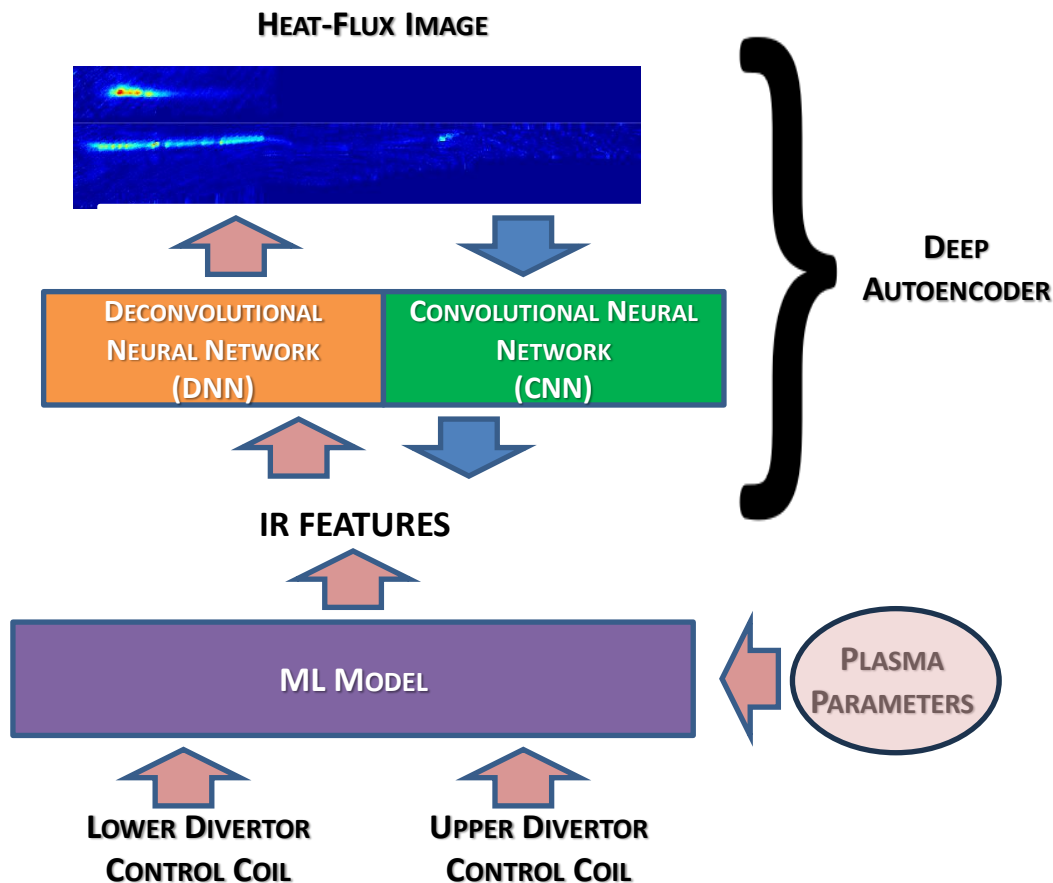 HEAT-FLUX IMAGE
DEEP
AUTOENCODER
DECONVOLUTIONAL
NEURAL NETWORK
(DNN)
CONVOLUTIONAL NEURAL
NETWORK
(CNN)
IR FEATURES
ML MODEL
PLASMA
PARAMETERS
LOWER DIVERTOR
CONTROL COIL
UPPER DIVERTOR
CONTROL COIL